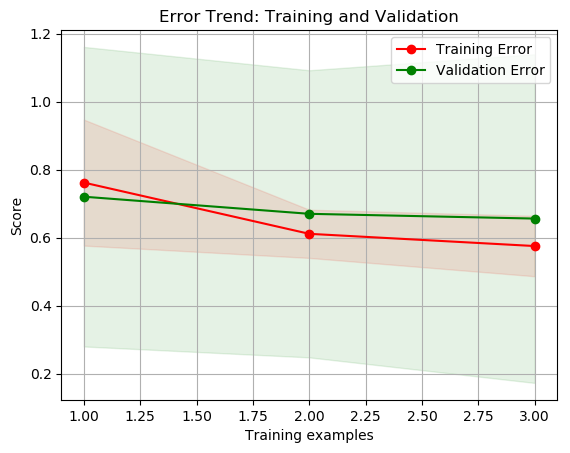 Error Trend: Training and Validation
1.2
1.0
0.8
0.6
0.4
0.2
Score
Training Error
Validation Error
1.00 1.25 1.50 1.75 2.00 2.25 2.50 2.75 3.00
Training examples